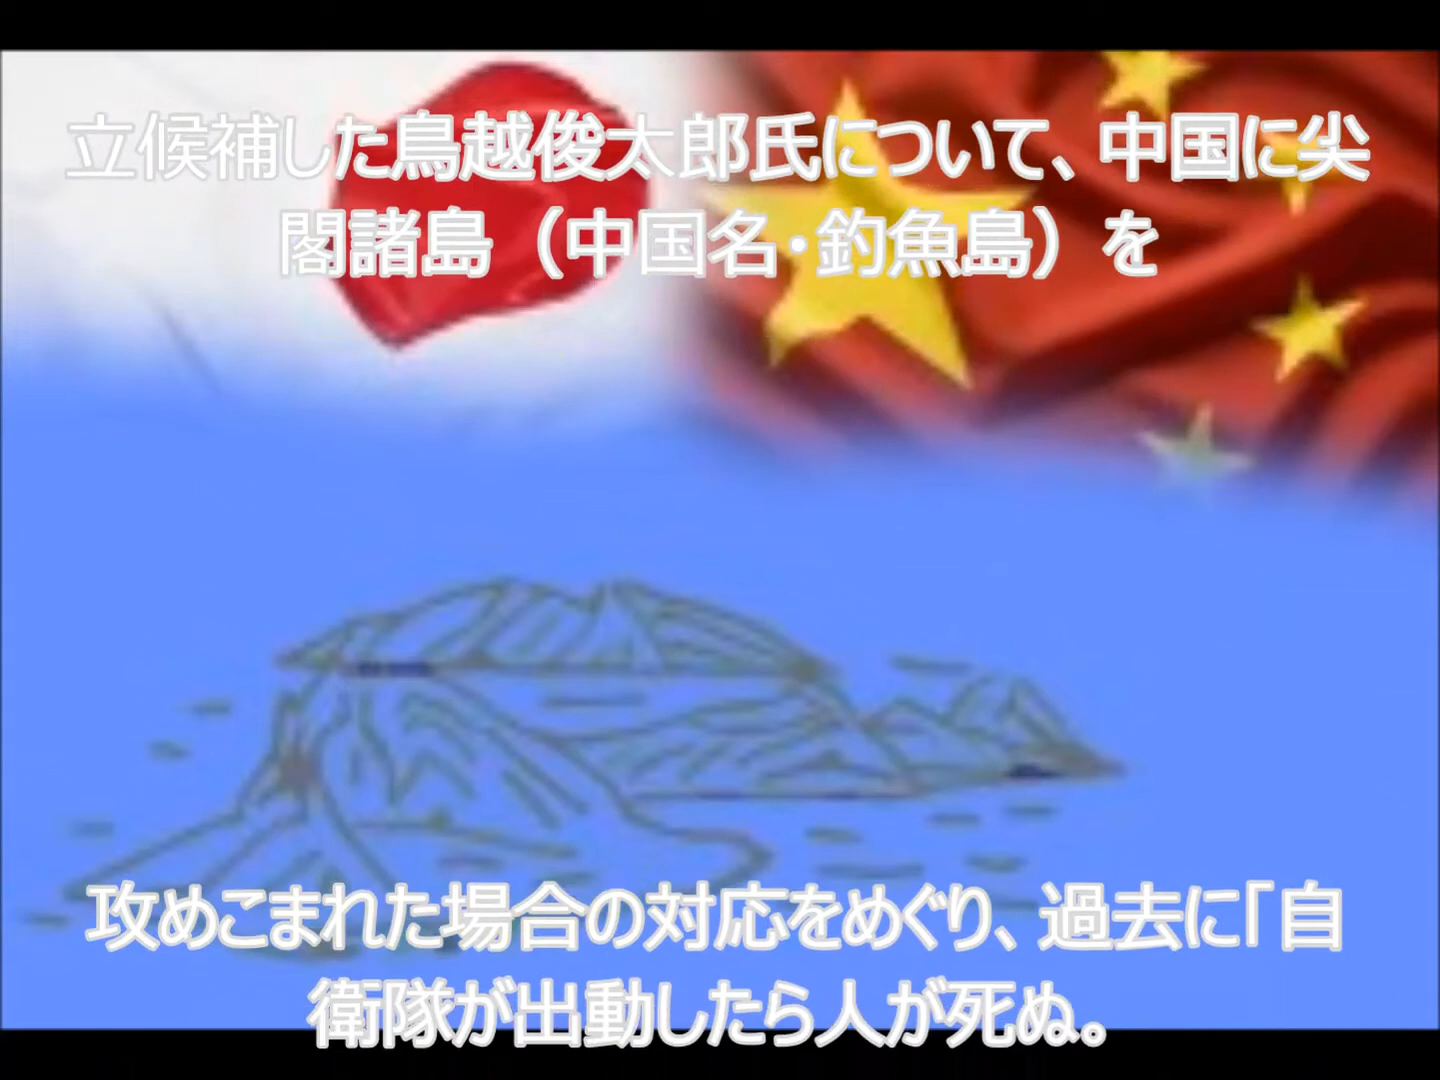 立候補した鳥越俊太郎氏について、中国に尖
閣諸島（中国名・釣魚島）を
攻めこまれた場合の対応をめぐり、過去に「自
衛隊が出動したら人が死ぬ。